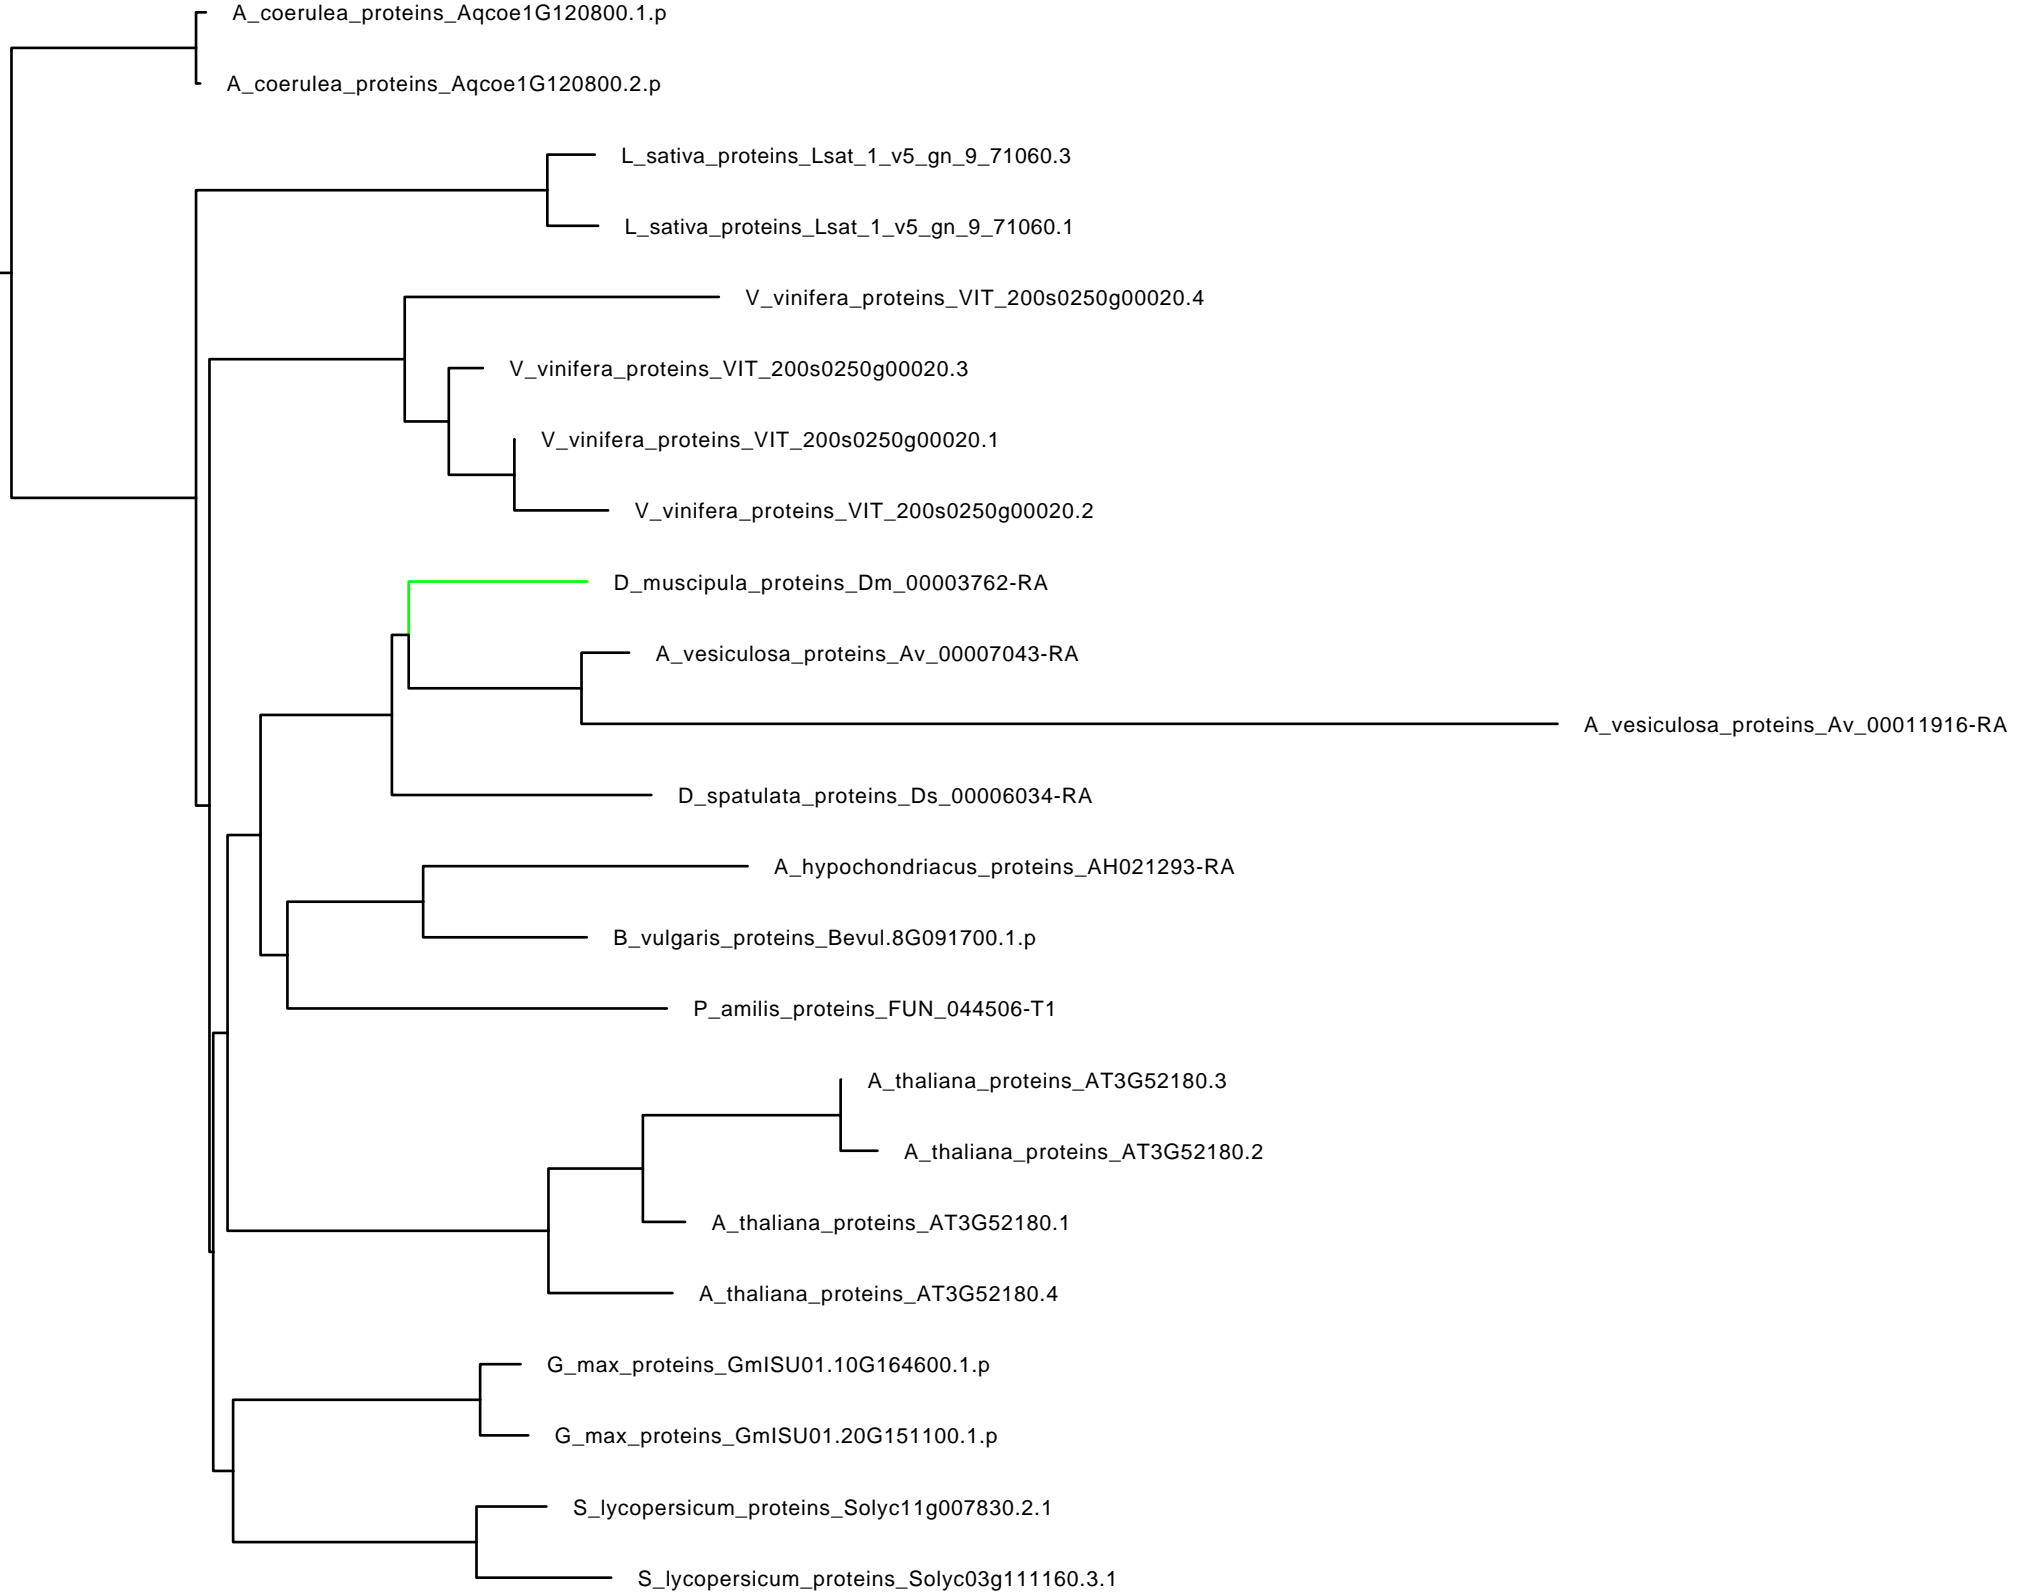 A_coerulea_proteins_Aqcoe1G120800.1.p
A_coerulea_proteins_Aqcoe1G120800.2.p
L_sativa_proteins_Lsat_1_v5_gn_9_71060.3
L_sativa_proteins_Lsat_1_v5_gn_9_71060.1
V_vinifera_proteins_VIT_200s0250g00020.4
V_vinifera_proteins_VIT_200s0250g00020.3
V_vinifera_proteins_VIT_200s0250g00020.1
V_vinifera_proteins_VIT_200s0250g00020.2
D_muscipula_proteins_Dm_00003762-RA
A_vesiculosa_proteins_Av_00007043-RA
A_vesiculosa_proteins_Av_00011916-RA
D_spatulata_proteins_Ds_00006034-RA
A_hypochondriacus_proteins_AH021293-RA
B_vulgaris_proteins_Bevul.8G091700.1.p
P_amilis_proteins_FUN_044506-T1
A_thaliana_proteins_AT3G52180.3
A_thaliana_proteins_AT3G52180.2
A_thaliana_proteins_AT3G52180.1
A_thaliana_proteins_AT3G52180.4
G_max_proteins_GmISU01.10G164600.1.p
G_max_proteins_GmISU01.20G151100.1.p
S_lycopersicum_proteins_Solyc11g007830.2.1
S_lycopersicum_proteins_Solyc03g111160.3.1